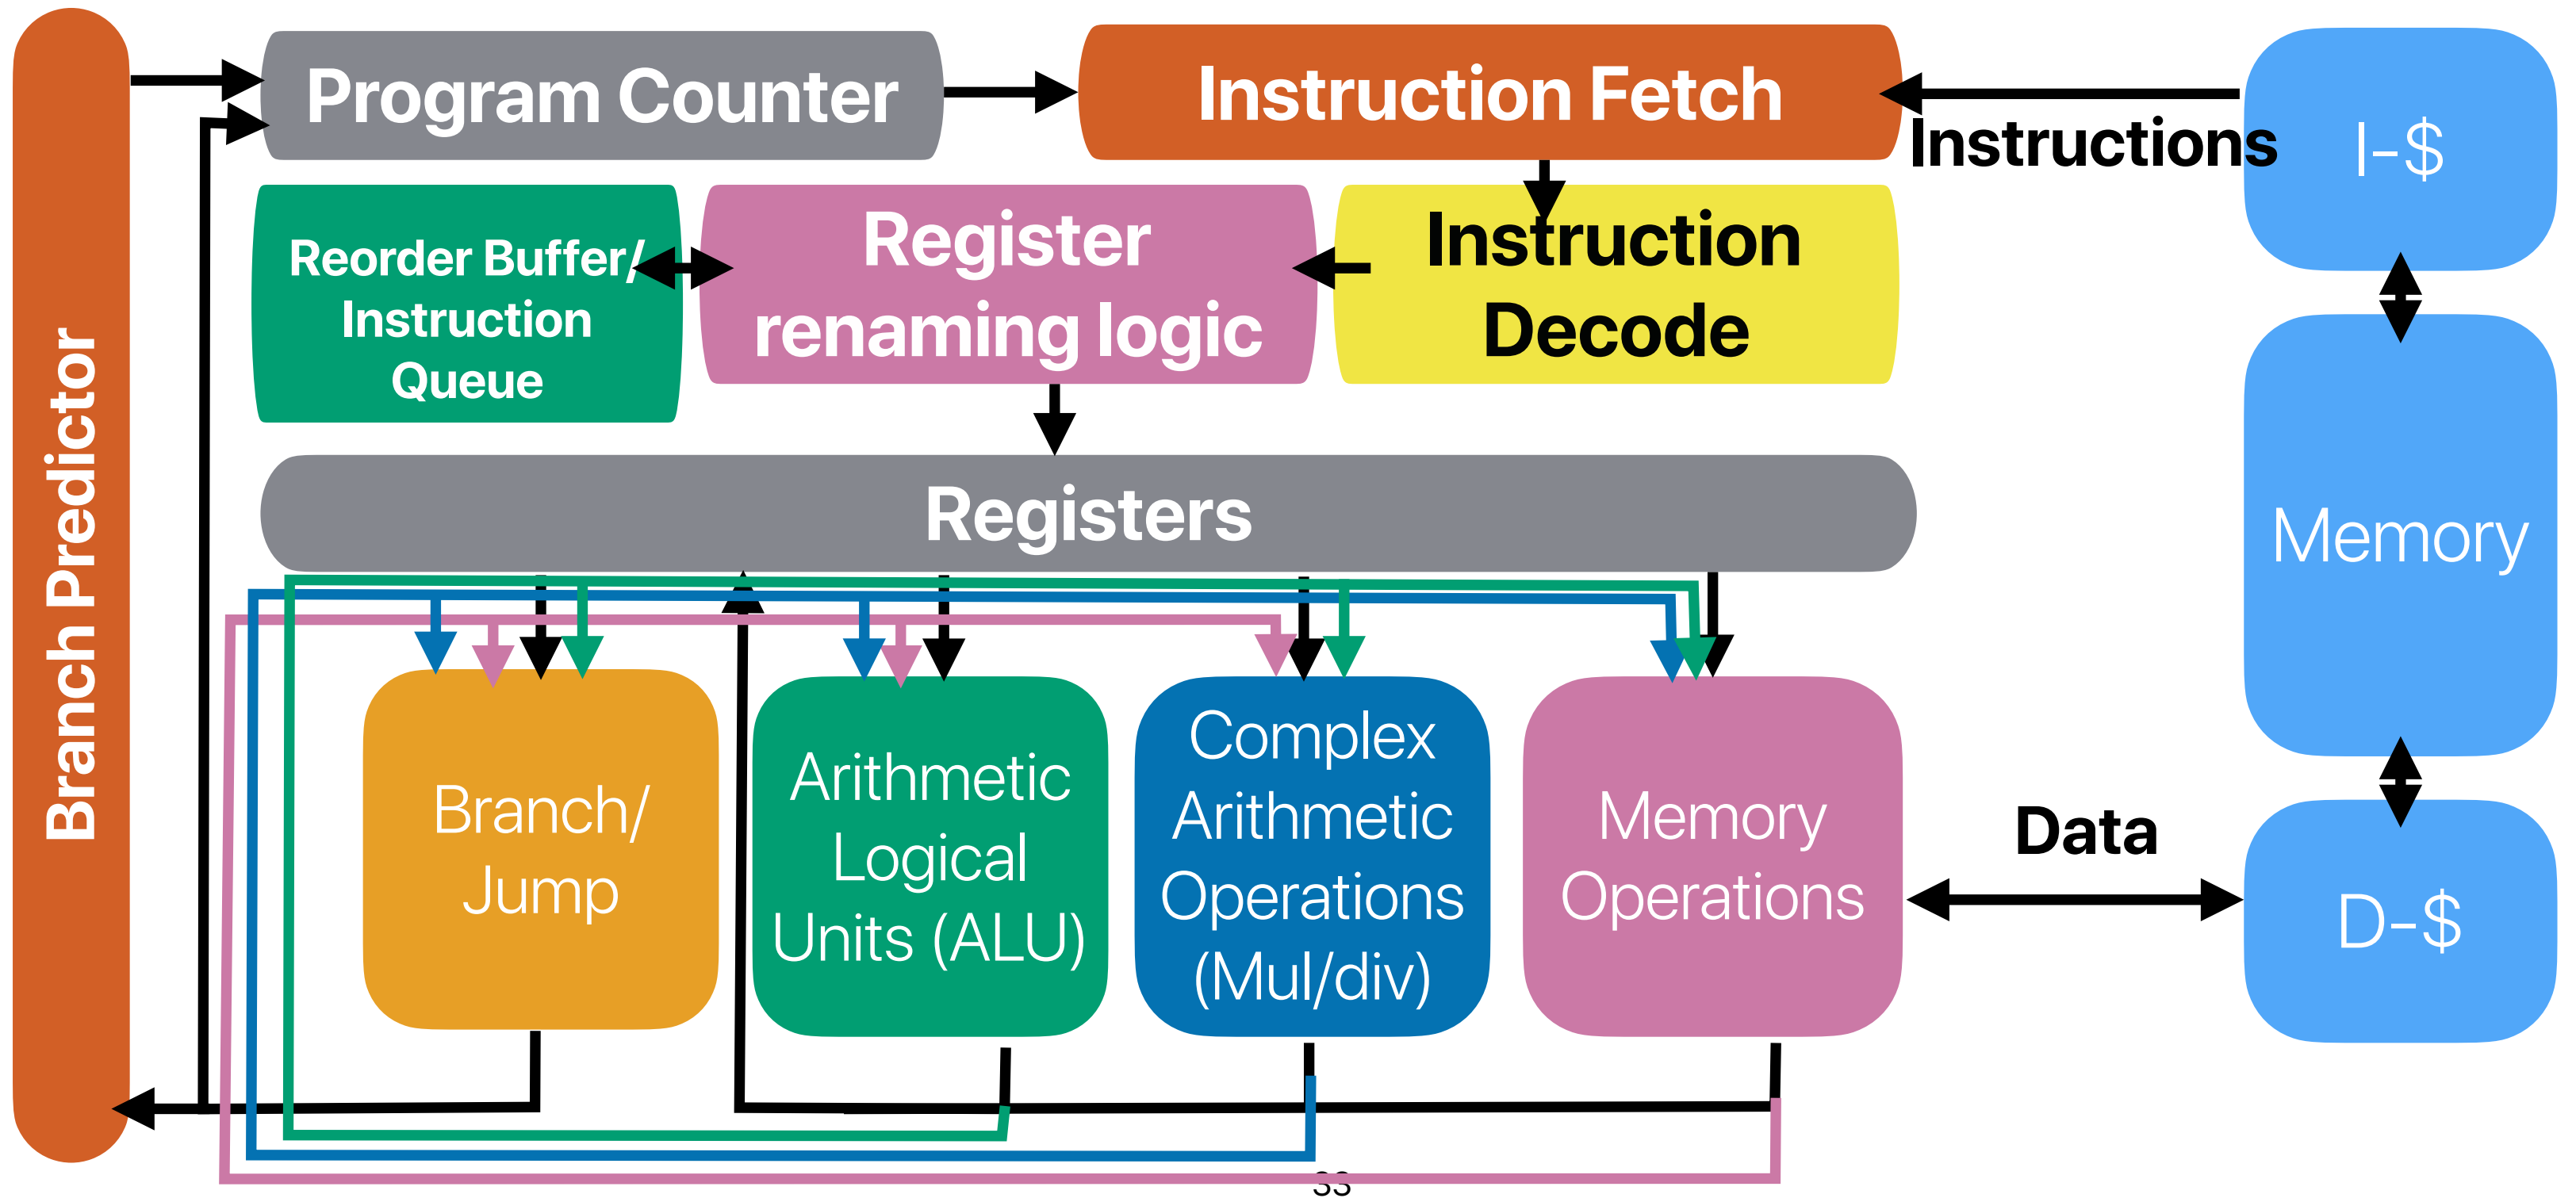 Branch Predictor
Program Counter
Instruction Fetch
Instructions
I-$
Reorder Buffer/
Instruction
Queue
Register
renaming logic
Instruction
Decode
Registers
Memory
Branch/
Jump
Arithmetic
Logical
Units (ALU)
Complex
Arithmetic
Operations
(Mul/div)
Memory
Operations
Data
D-$
33